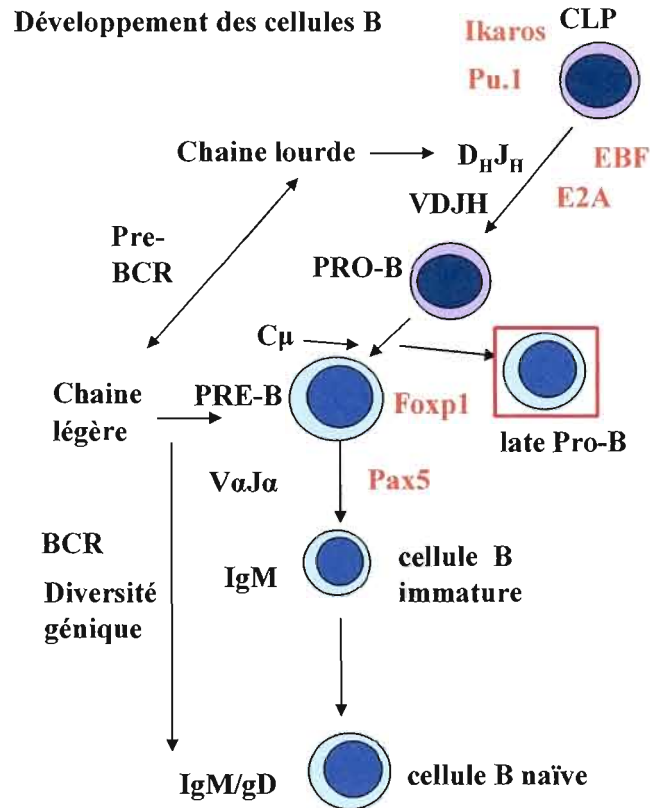 Développement des cellules B
CLP
Ikaros
Pu.1
Chaine lourde
DHJH
EBF
E2A
VDJH
Pre-
BCR
PRO-B
Cμ
Chaine
légère
PRE-B
Foxp1
late Pro-B
VαJα
Pax5
BCR
Diversité
génique
IgM
cellule B
immature
IgM/gD
cellule B naïve